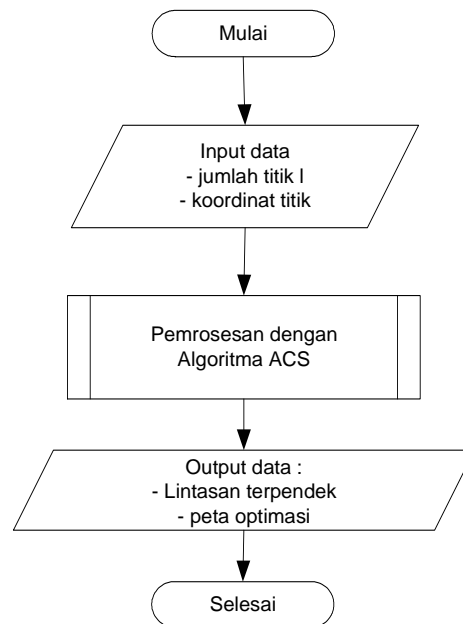 Mulai
Input data
- jumlah titik l
- koordinat titik
Pemrosesan dengan
Algoritma ACS
Output data :
- Lintasan terpendek
- peta optimasi
Selesai